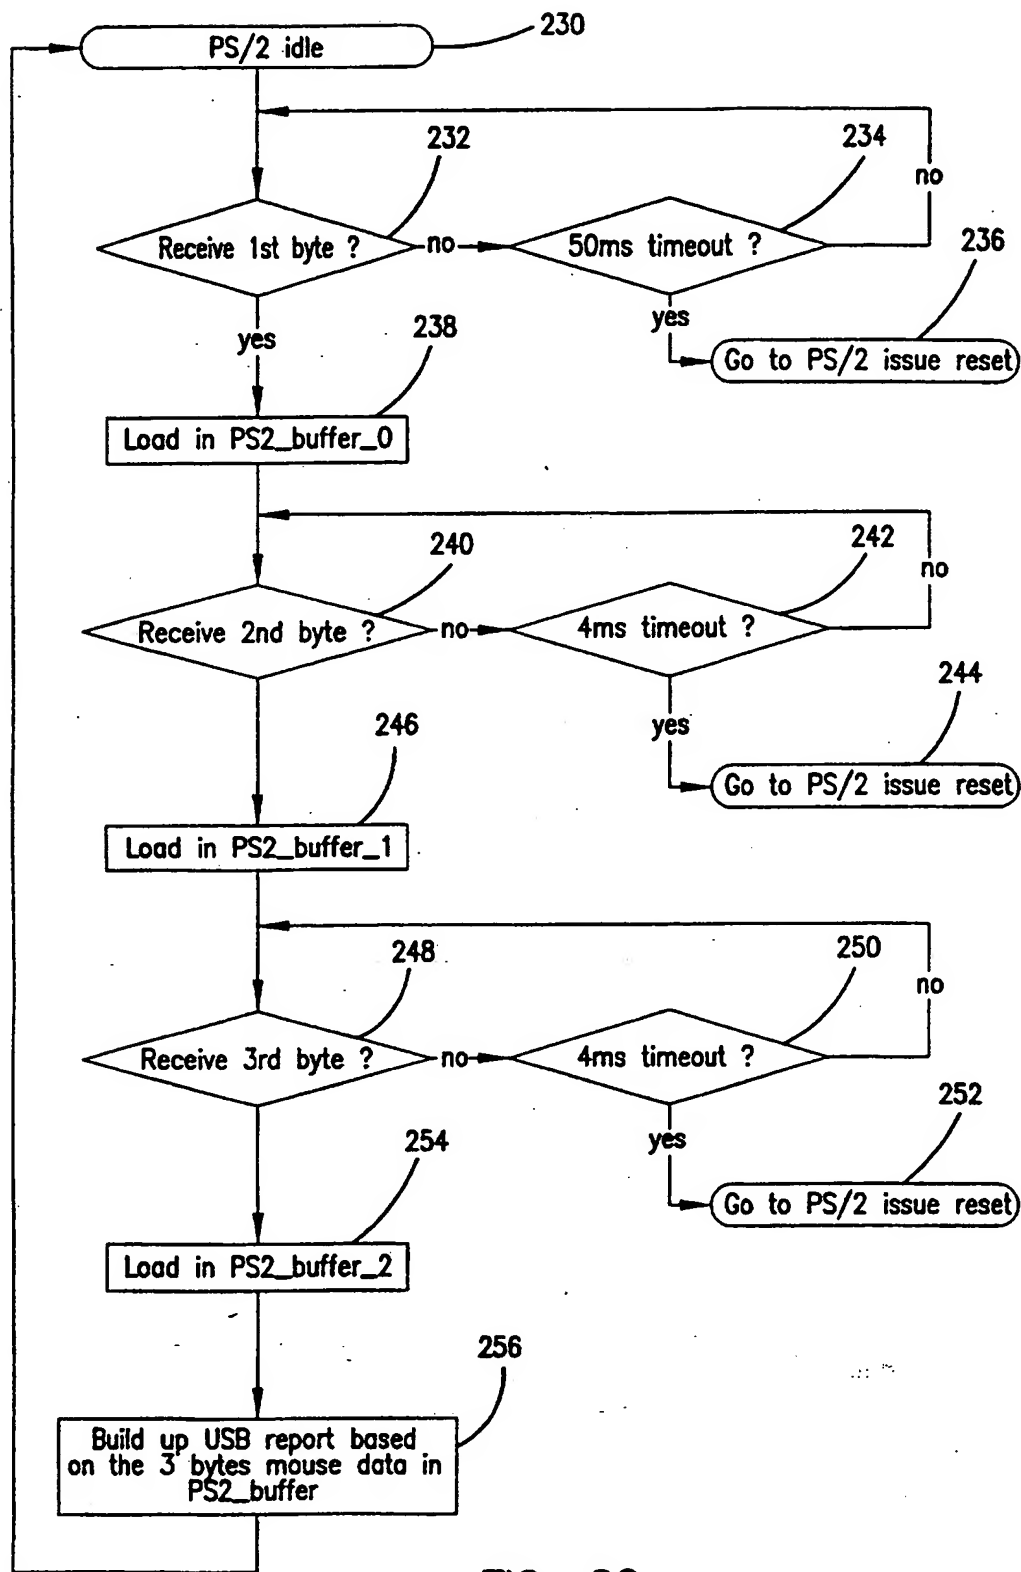 PS/2 idle
230
232
234
no
Receive 1st byte ?
no
50ms timeout ?
236
yes
238
yes
Go to PS/2 issue reset
Load in PS2_buffer_0
240
242
no
Receive 2nd byte ?
no
4ms timeout ?
244
246
yes
Go to PS/2 issue reset
Load in PS2_buffer_1
248
250
no
Receive 3rd byte ?
no
4ms timeout ?
252
254
yes
Go to PS/2 issue reset
Load in PS2_buffer_2
256
Build up USB report based
on the 3 bytes mouse data in
PS2_buffer